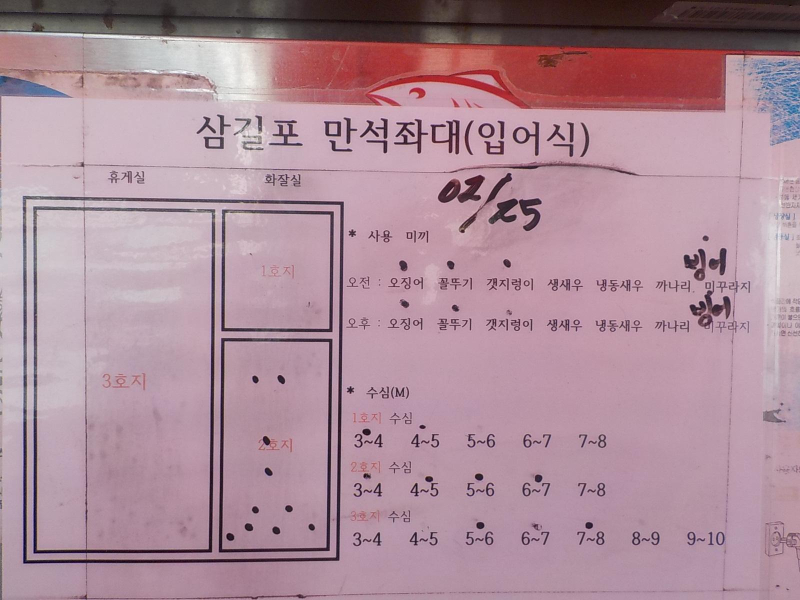 삼길포 만석좌대(입어식)
휴게실 화잘실
02/25
* 사용 미끼
1호지
빙어
오전 : 오징어 꼴뚜기 갯지렁이 생새우 냉동새우 까나리 미꾸라지
빙어
오후 : 오징어 꼴뚜기 갯지렁이 생새우 냉동새우 까나리 미꾸라지
3호지
* 수심(M)
1호지 수심
3~4 4~5 5~6 6~7 7~8
2호지
2호지 수심
3~4 4~5 5~6 6~7 7~8
3호지 수심
3~4 4~5 5~6 6~7 7~8 8~9 9~10